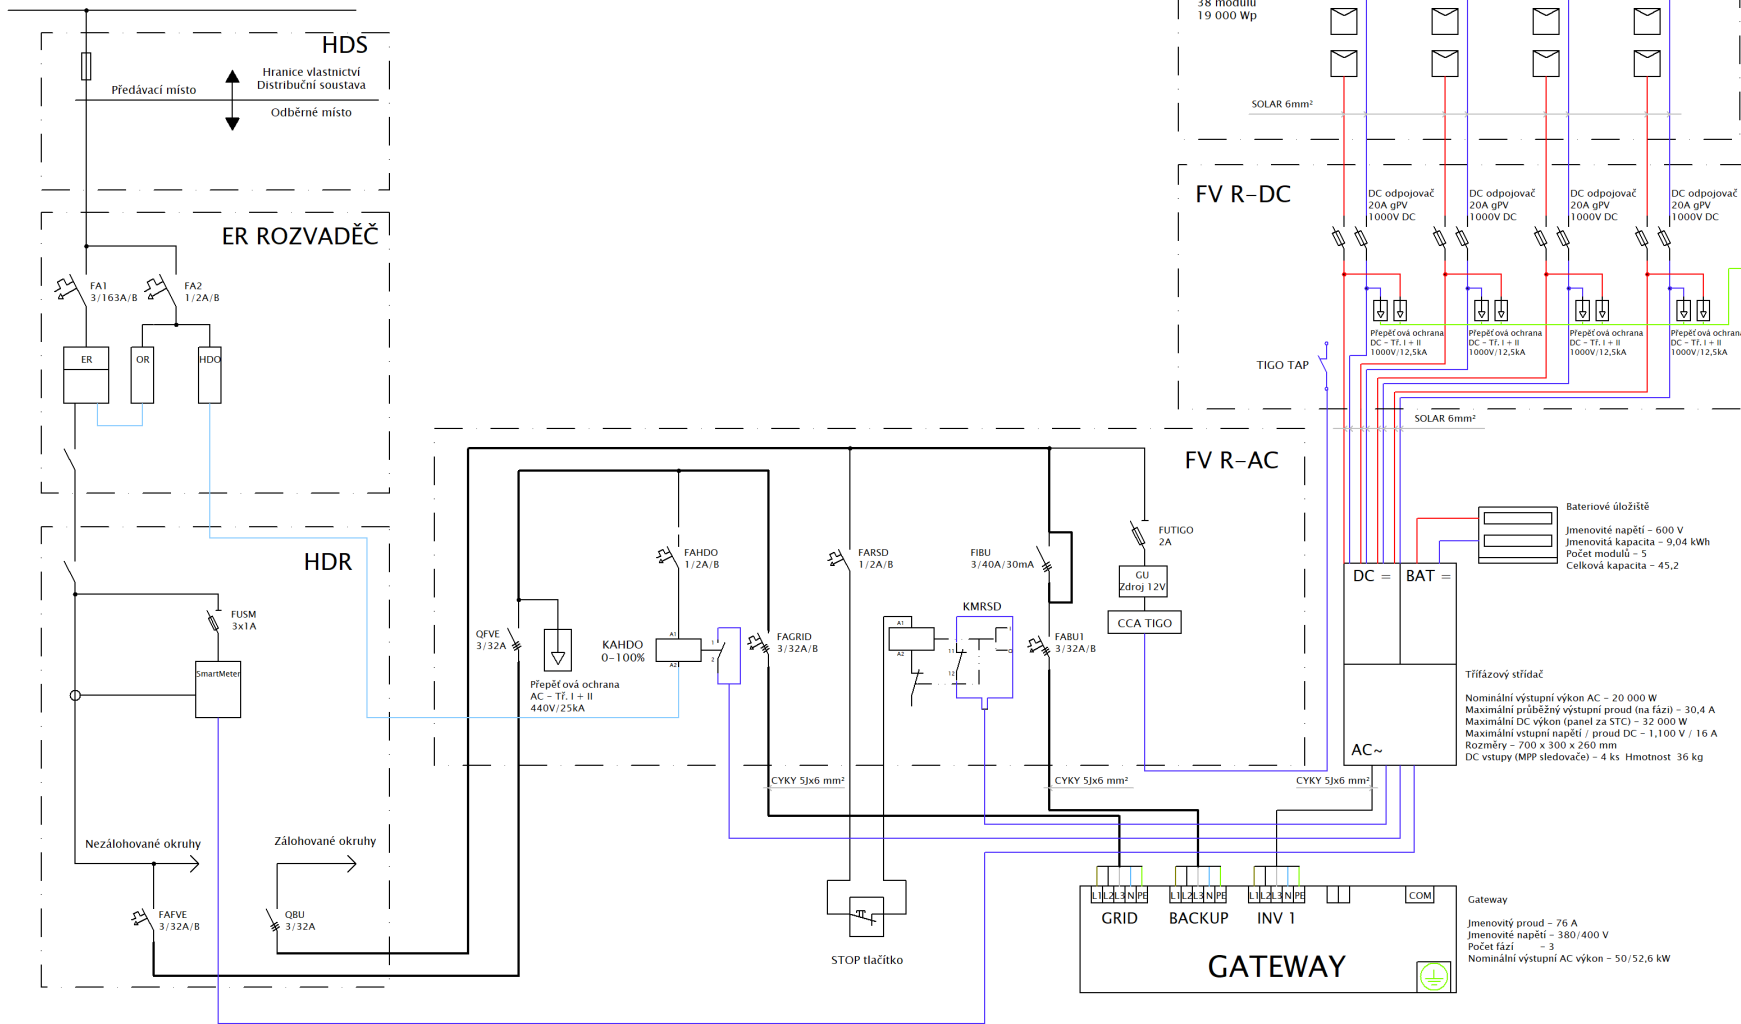 38 modulů
19 000 Wp
HDS
Hranice vlastnictví
Distribuční soustava
Předávací místo
Odběrné místo
SOLAR 6mm²
FV R-DC
DC odpojovač
20A gPV
1000V DC
DC odpojovač
20A gPV
1000V DC
DC odpojovač
20A gPV
1000V DC
DC odpojovač
20A gPV
1000V DC
ER ROZVADĚČ
FA1
3/163A/B
FA2
1/2A/B
ER
OR
HDO
Přepěťová ochrana
DC - Tř. I + II
1000V/12,5kA
Přepěťová ochrana
DC - Tř. I + II
1000V/12,5kA
Přepěťová ochrana
DC - Tř. I + II
1000V/12,5kA
Přepěťová ochrana
DC - Tř. I + II
1000V/12,5kA
TIGO TAP
SOLAR 6mm²
FV R-AC
HDR
FUSM
3x1A
SmartMeter
QFVE
3/32A
Přepěťová ochrana
AC - Tř. I + II
440V/25kA
FAHDO
1/2A/B
KAHDO
0-100%
A1
A2
1
2
FAGRID
3/32A/B
FARSD
1/2A/B
A1
A2
KMRSD
11
12
I
O
FIBU
3/40A/30mA
FABU1
3/32A/B
FUTIGO
2A
GU
Zdroj 12V
CCA TIGO
Bateriové úložiště
Jmenovité napětí - 600 V
Jmenovitá kapacita - 9,04 kWh
Počet modulů - 5
Celková kapacita - 45,2
DC =
BAT =
AC~
Třífázový střídač
Nominální výstupní výkon AC - 20 000 W
Maximální průběžný výstupní proud (na fázi) - 30,4 A
Maximální DC výkon (panel za STC) - 32 000 W
Maximální vstupní napětí / proud DC - 1,100 V / 16 A
Rozměry - 700 x 300 x 260 mm
DC vstupy (MPP sledovače) - 4 ks Hmotnost 36 kg
CYKY 5Jx6 mm²
CYKY 5Jx6 mm²
CYKY 5Jx6 mm²
Nezálohované okruhy
Zálohované okruhy
FAFVE
3/32A/B
QBU
3/32A
STOP tlačítko
L1 L2 L3 N PE
GRID
L1 L2 L3 N PE
BACKUP
L1 L2 L3 N PE
INV 1
COM
GATEWAY
Gateway
Jmenovitý proud - 76 A
Jmenovité napětí - 380/400 V
Počet fází - 3
Nominální výstupní AC výkon - 50/52,6 kW